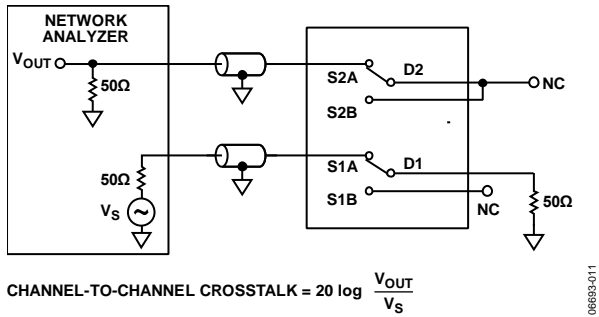 NETWORK
ANALYZER
VOUT
50Ω
S2A
D2
NC
S2B
S1A
D1
50Ω
S1B
NC
50Ω
VS
CHANNEL-TO-CHANNEL CROSSTALK = 20 log VOUT
VS
06693-011